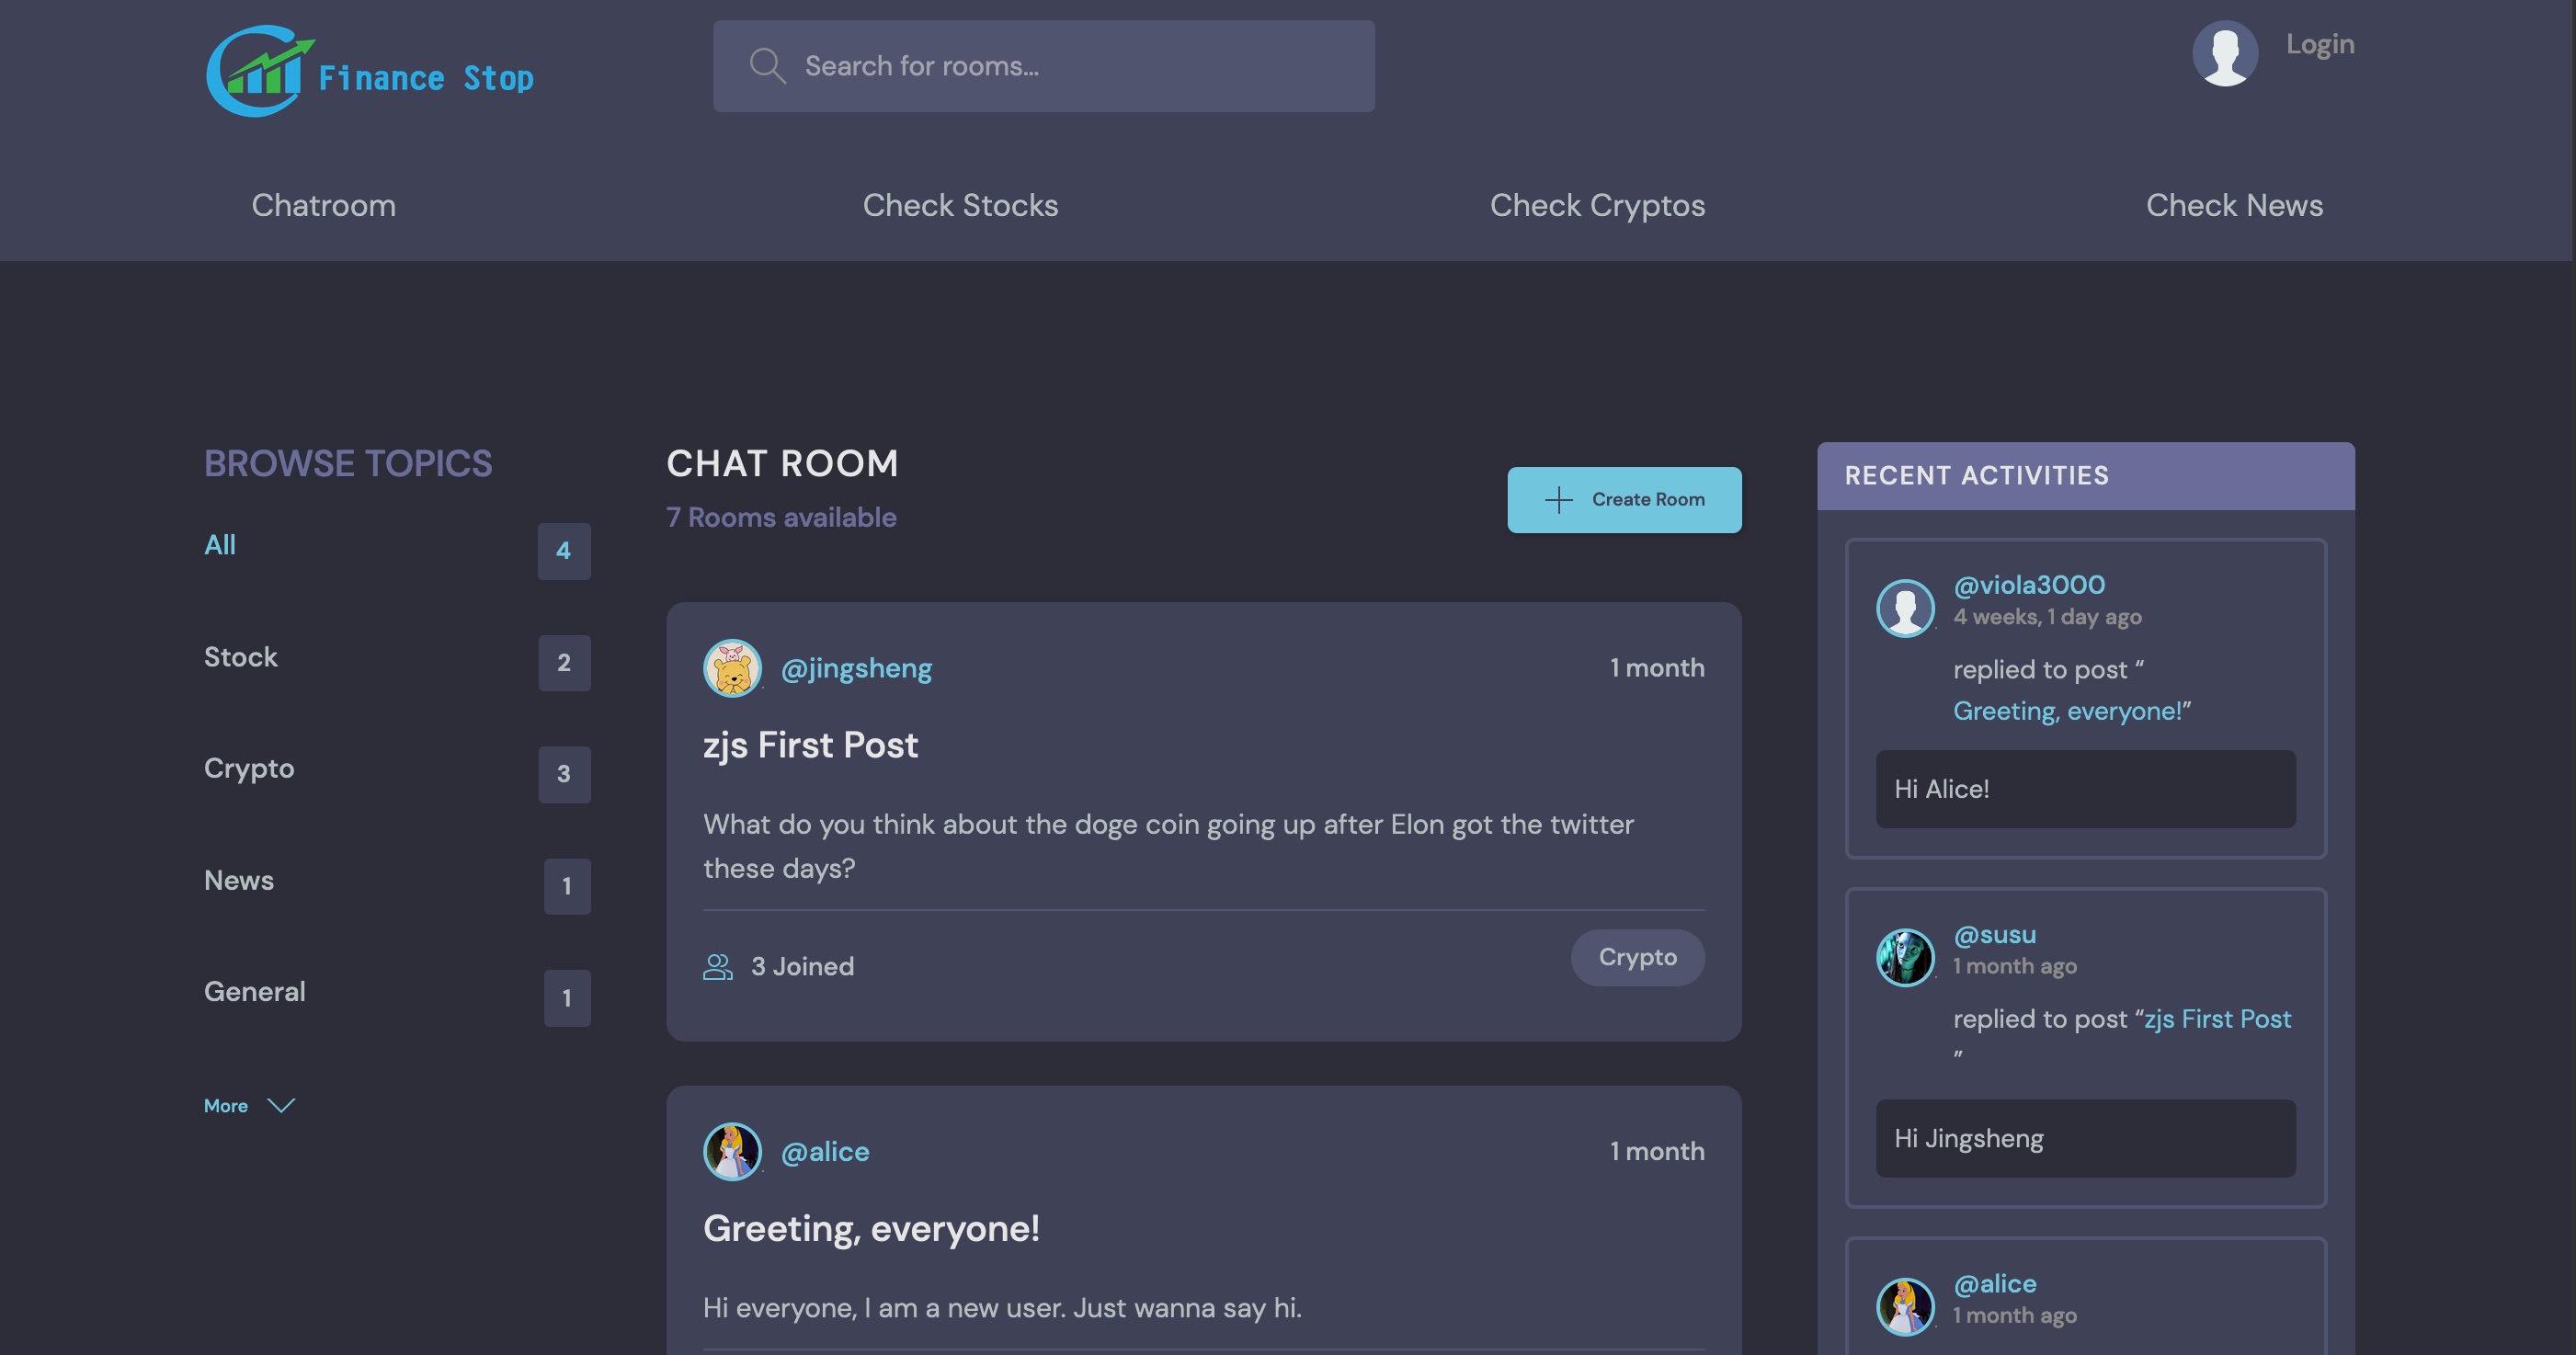 Finance Stop
Search for rooms...
Login
Chatroom
Check Stocks
Check Cryptos
Check News
BROWSE TOPICS
All
4
Stock
2
Crypto
3
News
1
General
1
More
CHAT ROOM
7 Rooms available
Create Room
@jingsheng
1 month
zjs First Post
What do you think about the doge coin going up after Elon got the twitter
these days?
3 Joined
Crypto
@alice
1 month
Greeting, everyone!
Hi everyone, I am a new user. Just wanna say hi.
RECENT ACTIVITIES
@viola3000
4 weeks, 1 day ago
replied to post “
Greeting, everyone!”
Hi Alice!
@susu
1 month ago
replied to post “zjs First Post
”
Hi Jingsheng
@alice
1 month ago